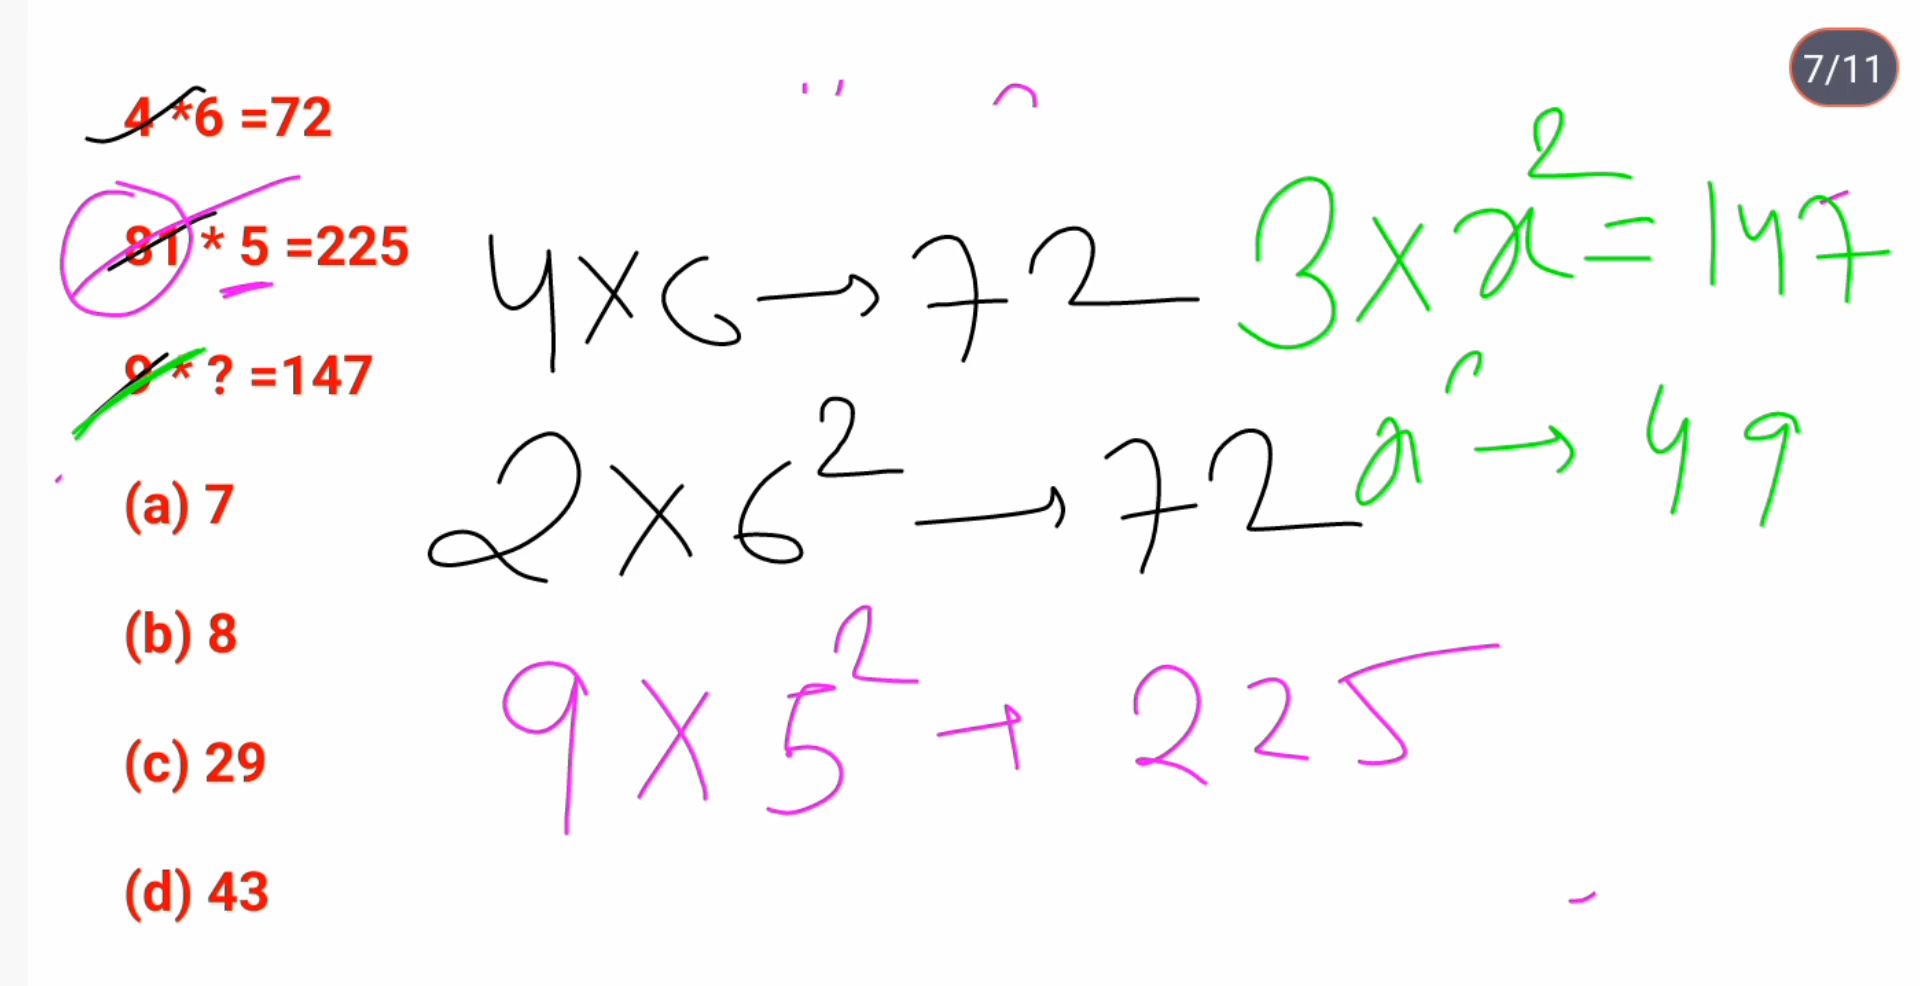 7/11
4 *6 =72
81 * 5 =225
9 * ? =147
(a) 7
(b) 8
(c) 29
(d) 43
4 × 6 → 72
2 × 6² → 72
9 × 5² → 225
3 × x² = 147
x² → 49